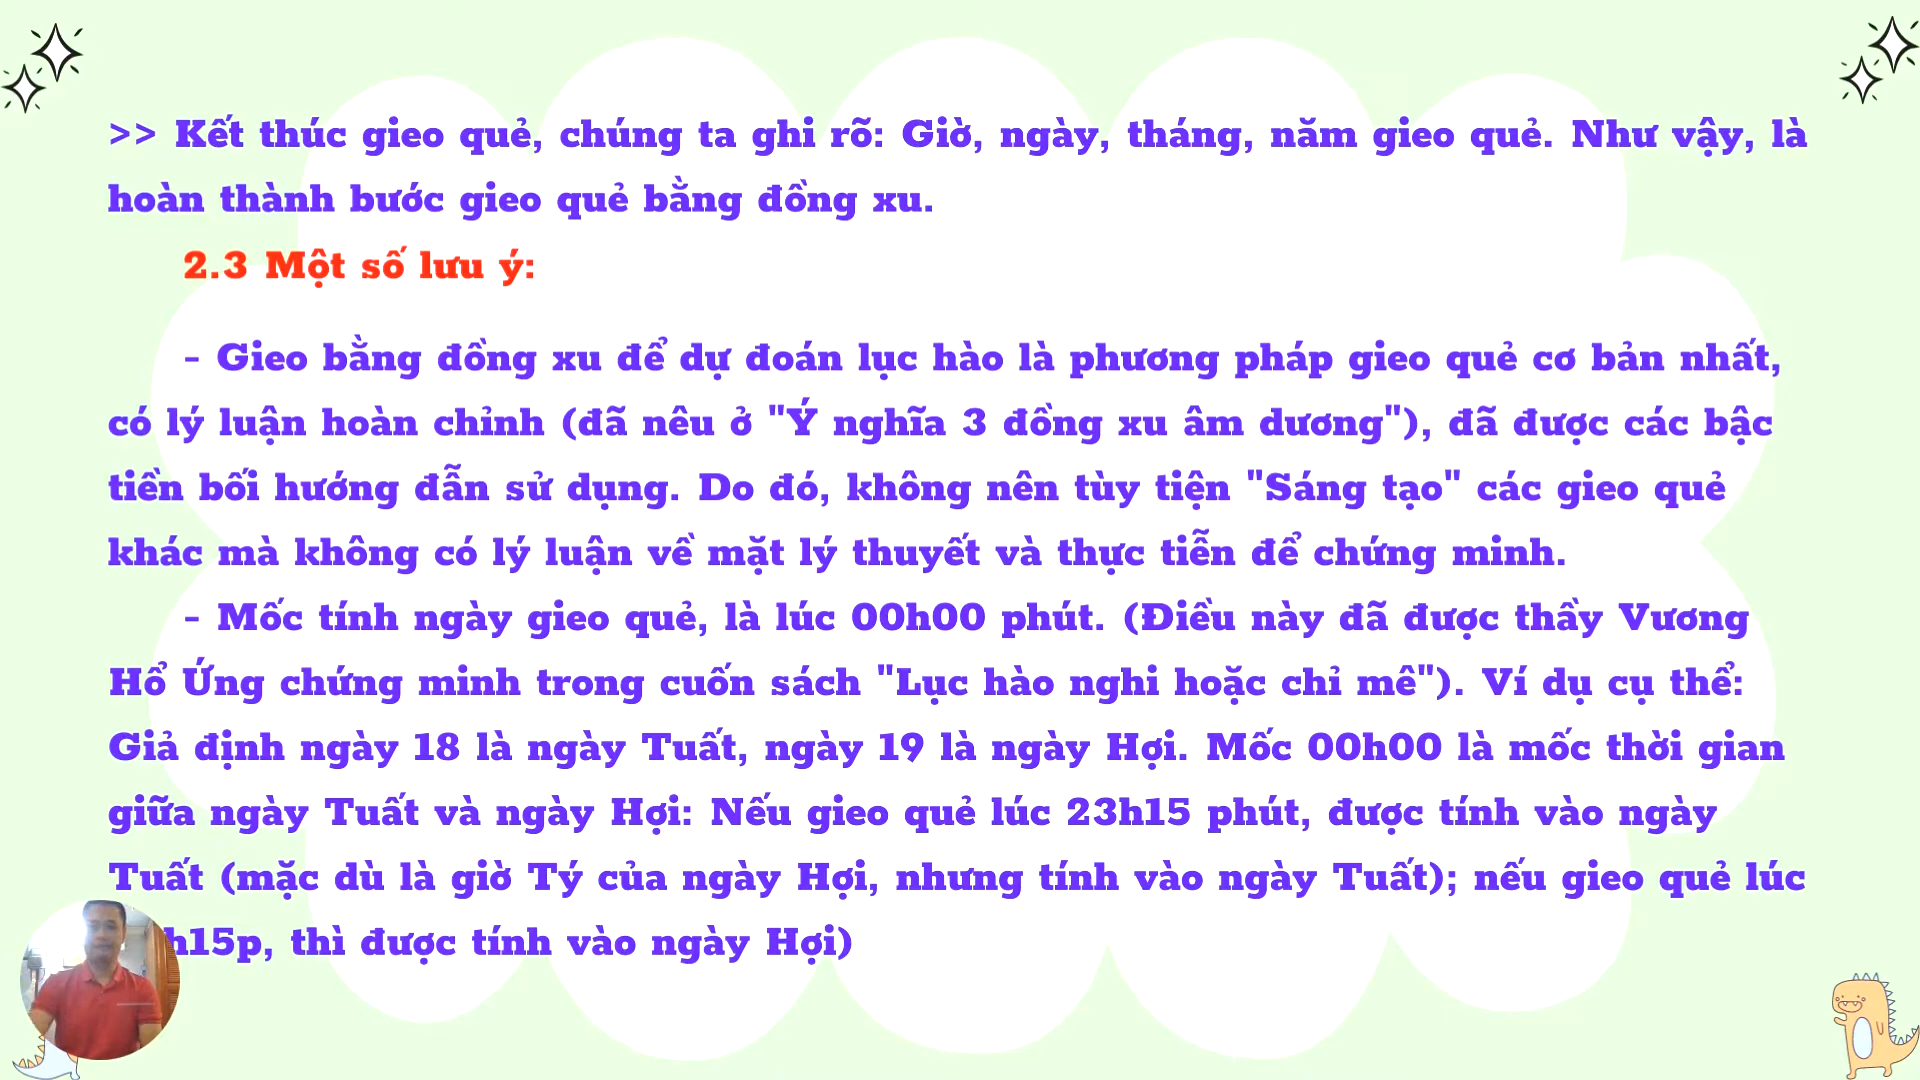 >> Kết thúc gieo quẻ, chúng ta ghi rõ: Giờ, ngày, tháng, năm gieo quẻ. Như vậy, là
hoàn thành bước gieo quẻ bằng đồng xu.
2.3 Một số lưu ý:
- Gieo bằng đồng xu để dự đoán lục hào là phương pháp gieo quẻ cơ bản nhất,
có lý luận hoàn chỉnh (đã nêu ở "Ý nghĩa 3 đồng xu âm dương"), đã được các bậc
tiền bối hướng đẫn sử dụng. Do đó, không nên tùy tiện "Sáng tạo" các gieo quẻ
khác mà không có lý luận về mặt lý thuyết và thực tiễn để chứng minh.
- Mốc tính ngày gieo quẻ, là lúc 00h00 phút. (Điều này đã được thầy Vương
Hổ Ứng chứng minh trong cuốn sách "Lục hào nghi hoặc chỉ mê"). Ví dụ cụ thể:
Giả định ngày 18 là ngày Tuất, ngày 19 là ngày Hợi. Mốc 00h00 là mốc thời gian
giữa ngày Tuất và ngày Hợi: Nếu gieo quẻ lúc 23h15 phút, được tính vào ngày
Tuất (mặc dù là giờ Tý của ngày Hợi, nhưng tính vào ngày Tuất); nếu gieo quẻ lúc
h15p, thì được tính vào ngày Hợi)